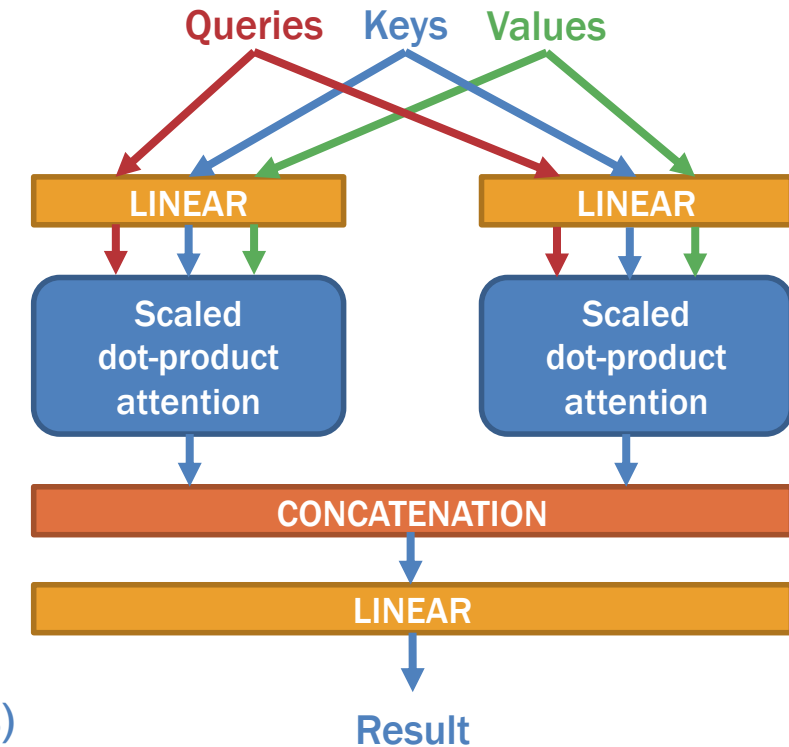 Queries Keys Values
LINEAR LINEAR
Scaled
dot-product
attention
Scaled
dot-product
attention
CONCATENATION
LINEAR
)
Result